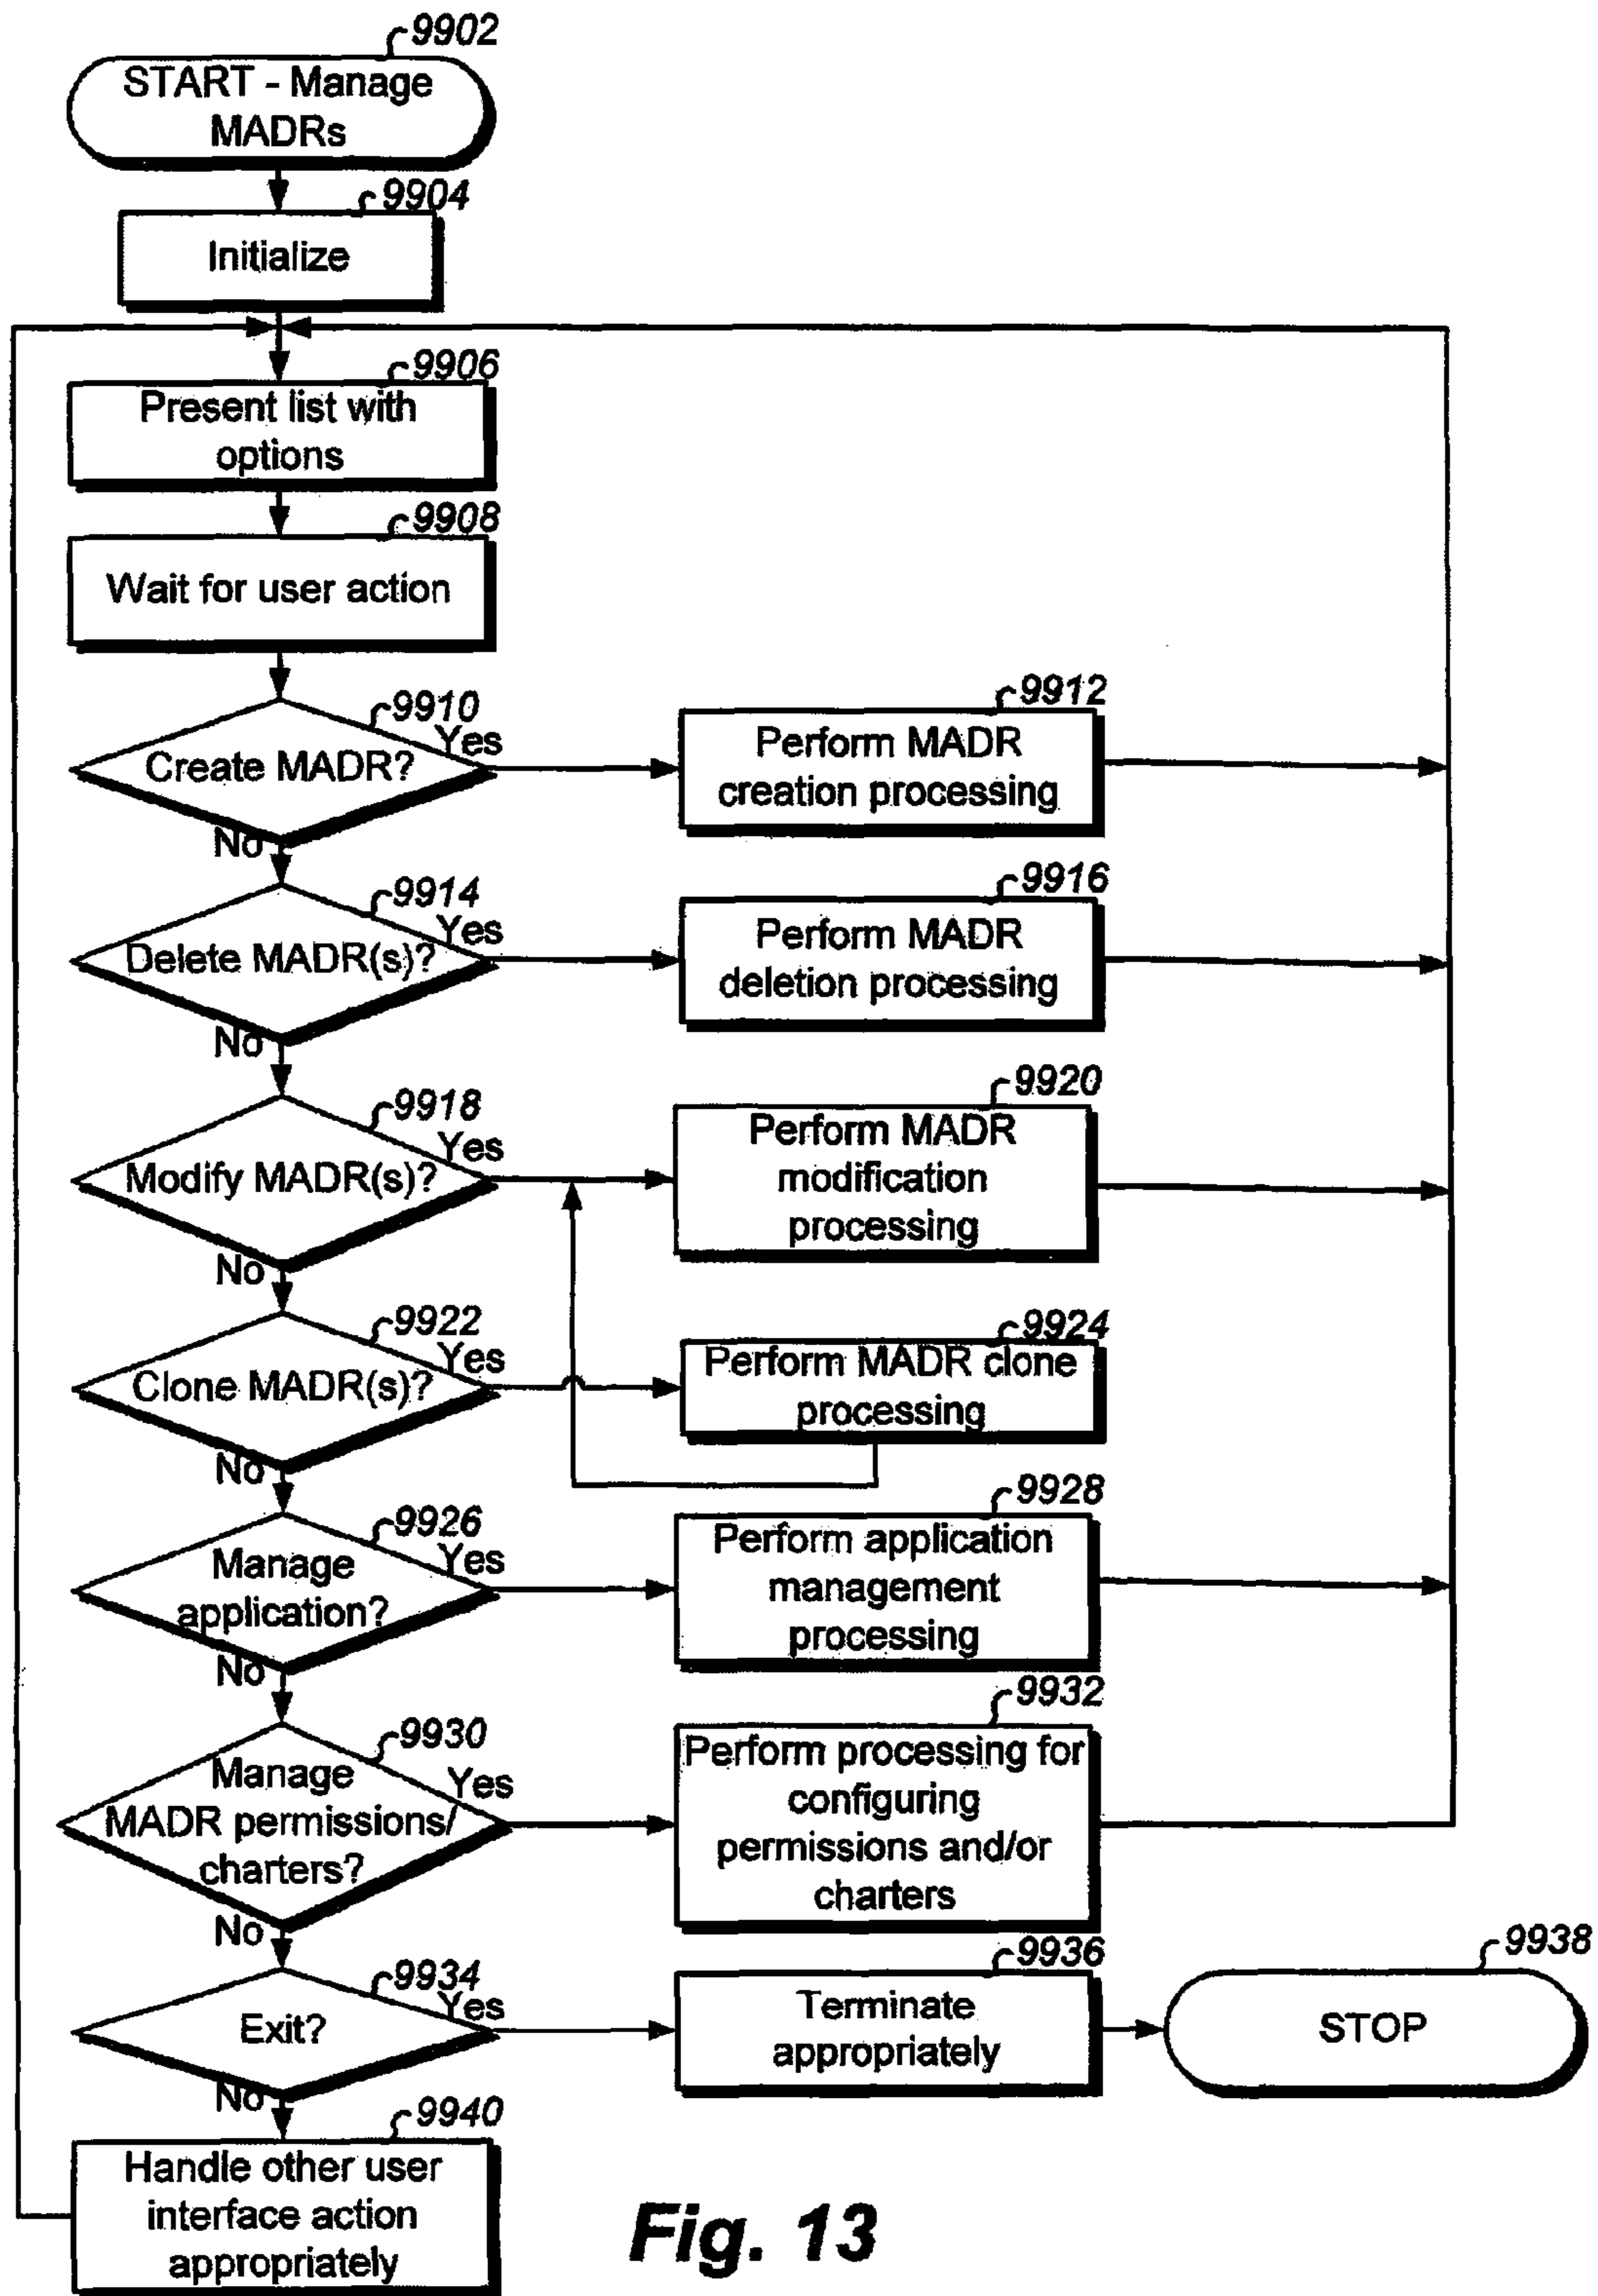 9902
START - Manage
MADRs
9904
Initialize
9906
Present list with
options
9908
Wait for user action
9910
Create MADR?
Yes
No
9912
Perform MADR
creation processing
9914
Delete MADR(s)?
Yes
No
9916
Perform MADR
deletion processing
9918
Modify MADR(s)?
Yes
No
9920
Perform MADR
modification
processing
9922
Clone MADR(s)?
Yes
No
9924
Perform MADR clone
processing
9926
Manage
application?
Yes
No
9928
Perform application
management
processing
9930
Manage
MADR permissions/
charters?
Yes
No
9932
Perform processing for
configuring
permissions and/or
charters
9934
Exit?
Yes
No
9936
Terminate
appropriately
9938
STOP
9940
Handle other user
interface action
appropriately
Fig. 13